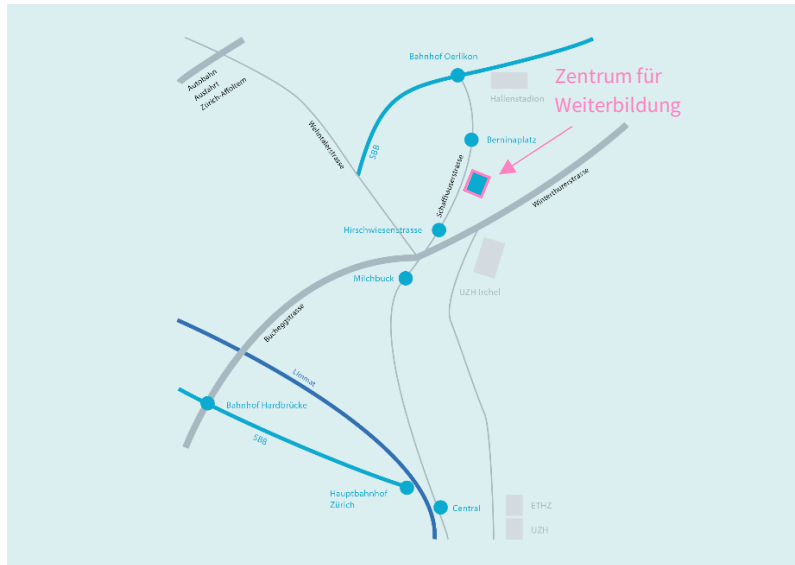 Bahnhof Oerlikon
Autobahn
Ausfahrt
Zürich-Affoltern
Zentrum für
Weiterbildung
Hallenstadion
Wehntalerstrasse
SBB
Berninaplatz
Schaffhauserstrasse
Winterthurerstrasse
Hirschwiesenstrasse
Milchbuck
UZH Irchel
Bucheggstrasse
Limmat
Bahnhof Hardbrücke
SBB
Hauptbahnhof
Zürich
Central
ETHZ
UZH